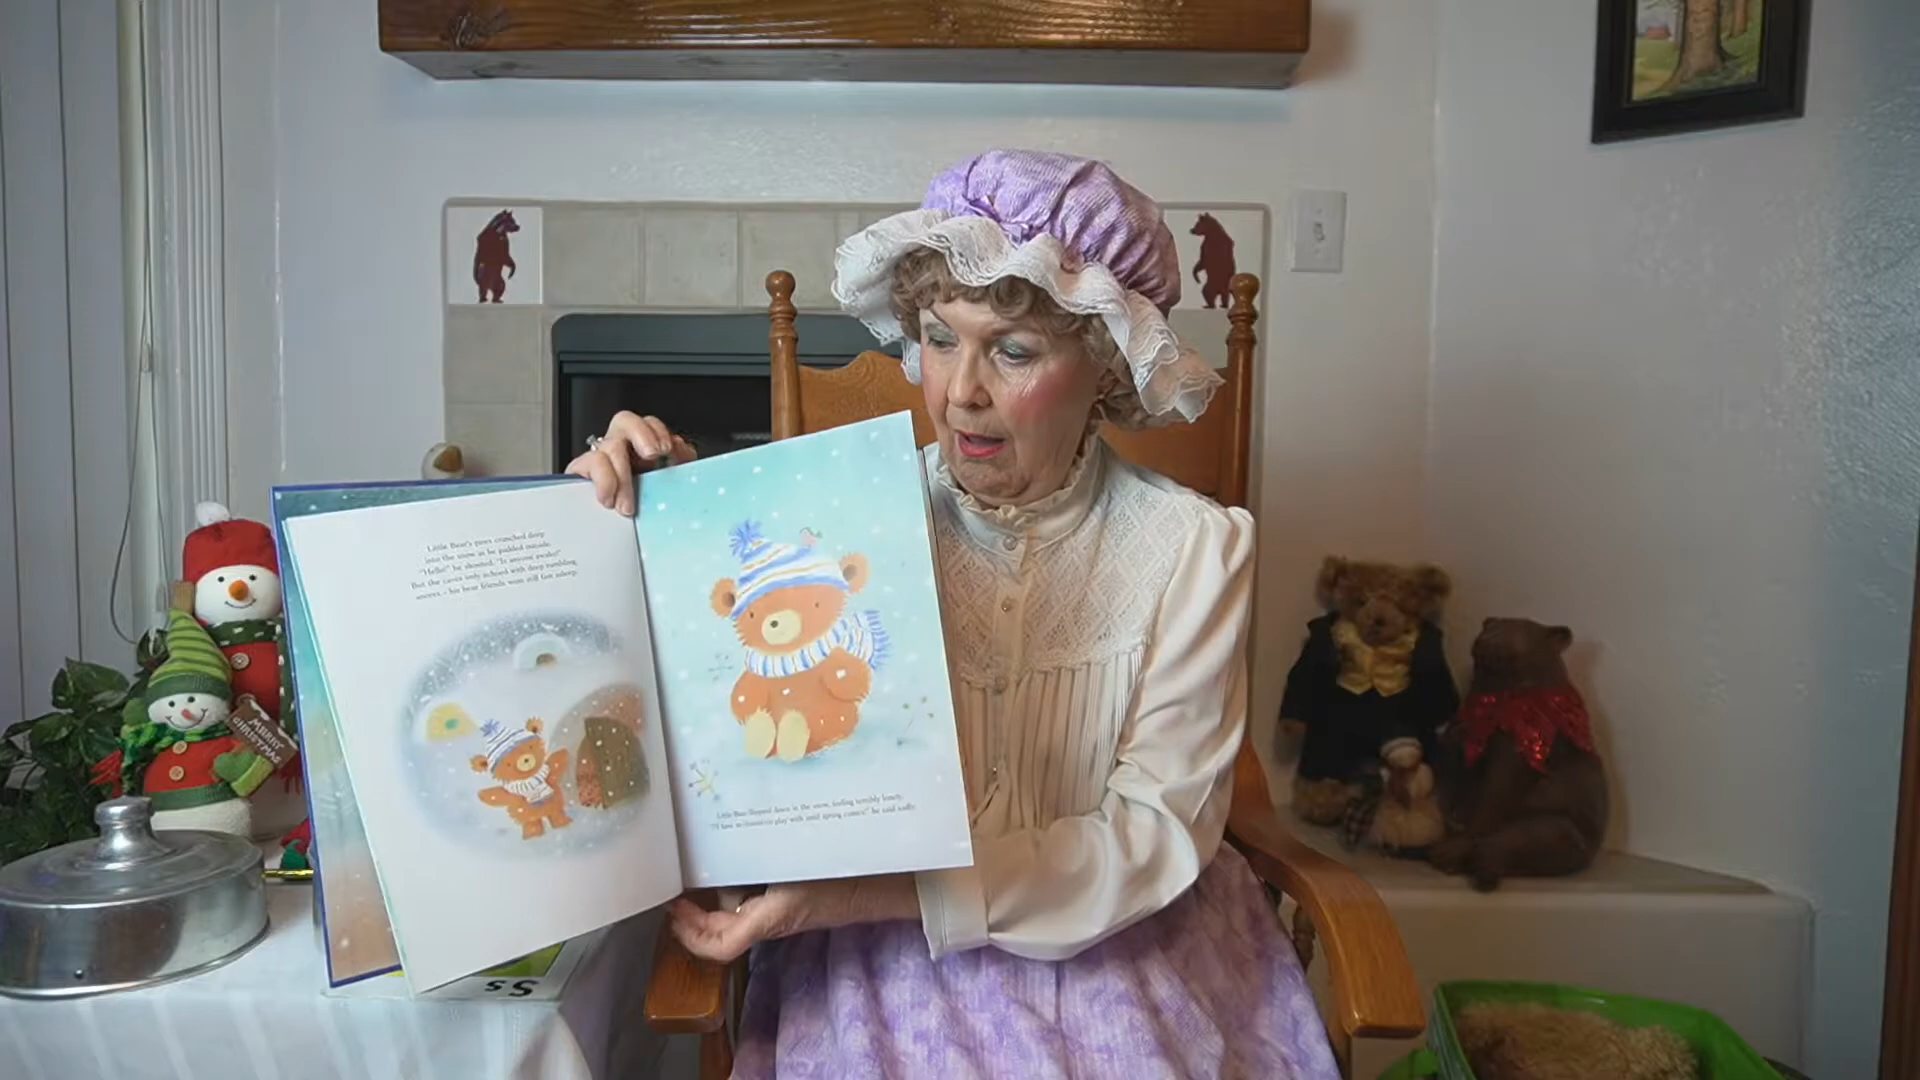 Little Bear's paws crunched deep
into the snow as he padded outside.
"Hello!" he shouted. "Is anyone awake?"
But the caves only echoed with deep rumbling
snores – his bear friends were still fast asleep.
Little Bear flopped down in the snow, feeling terribly lonely.
"I'll have no friends to play with until spring comes," he said sadly.
MERRY
CHRISTMAS
Ss